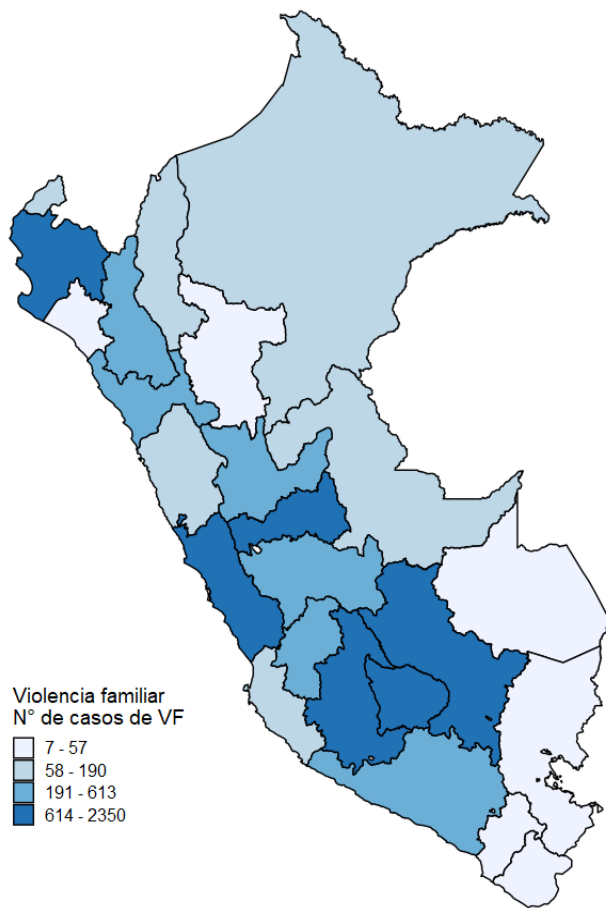 Violencia familiar
N° de casos de VF
7 - 57
58 - 190
191 - 613
614 - 2350